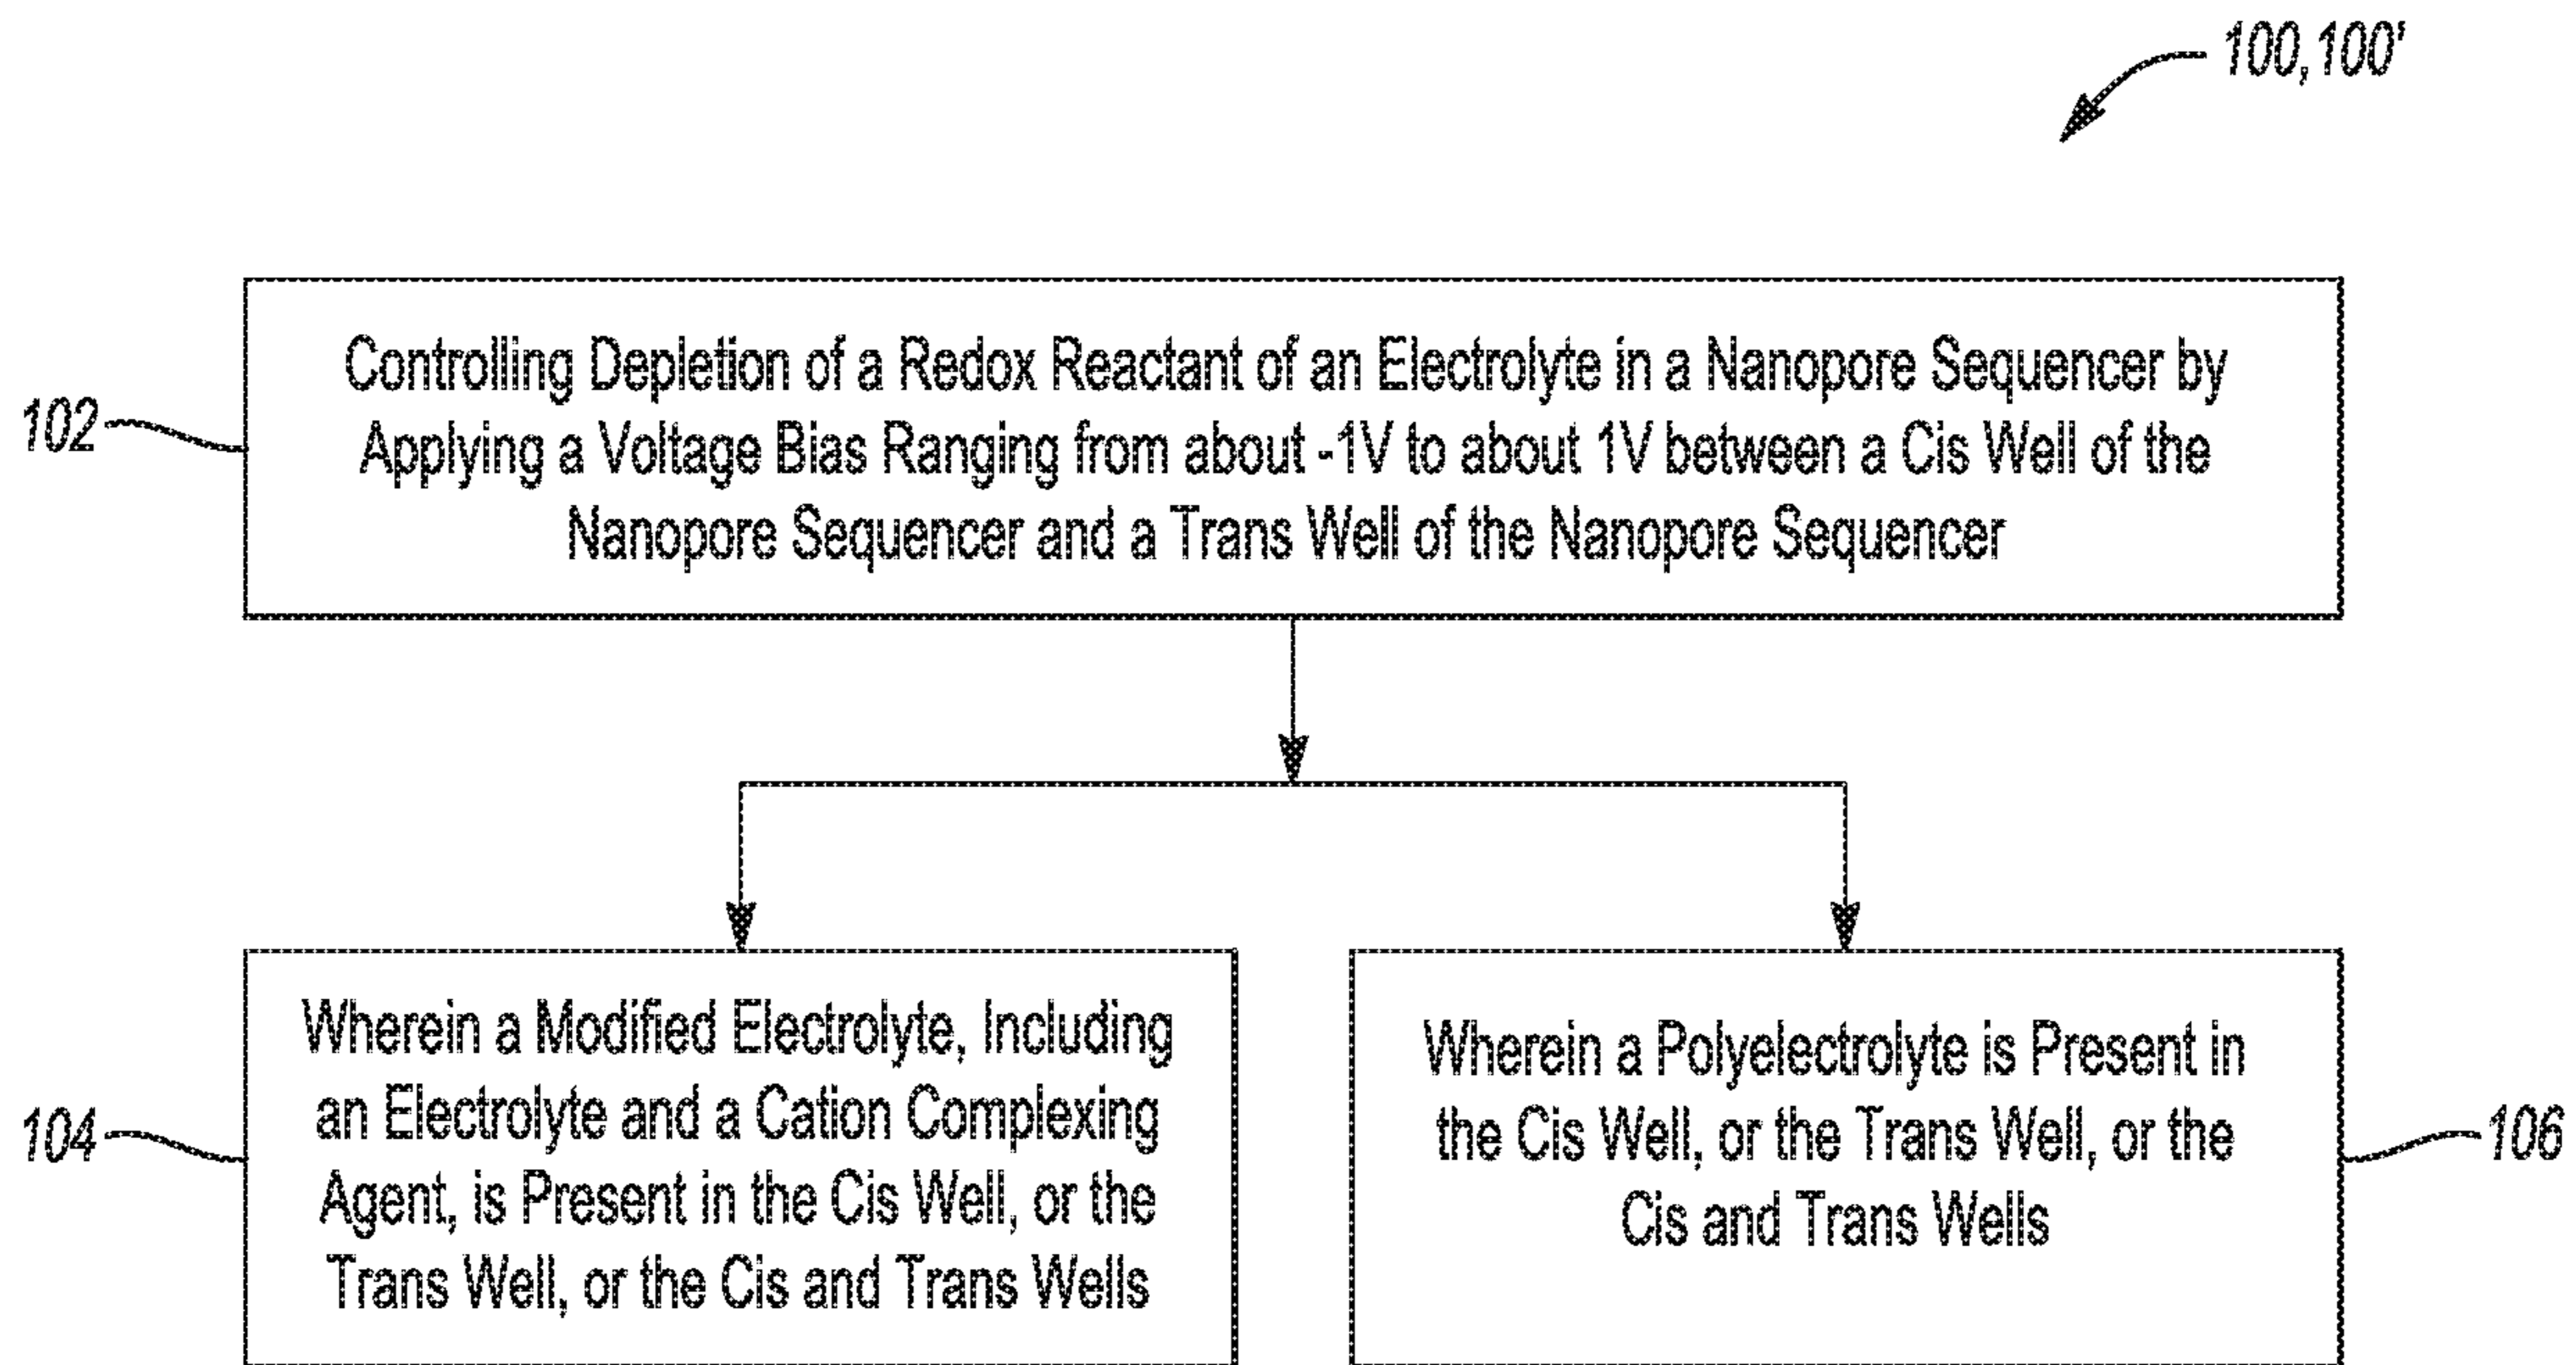 100,100'
102
Controlling Depletion of a Redox Reactant of an Electrolyte in a Nanopore Sequencer by
Applying a Voltage Bias Ranging from about -1V to about 1V between a Cis Well of the
Nanopore Sequencer and a Trans Well of the Nanopore Sequencer
104
Wherein a Modified Electrolyte, Including
an Electrolyte and a Cation Complexing
Agent, is Present in the Cis Well, or the
Trans Well, or the Cis and Trans Wells
Wherein a Polyelectrolyte is Present in
the Cis Well, or the Trans Well, or the
Cis and Trans Wells
106